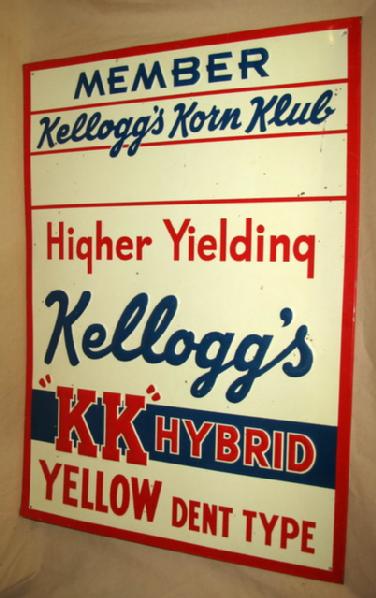 MEMBER
Kellogg's Korn Klub
Higher Yielding
Kellogg's
"KK" HYBRID
YELLOW DENT TYPE